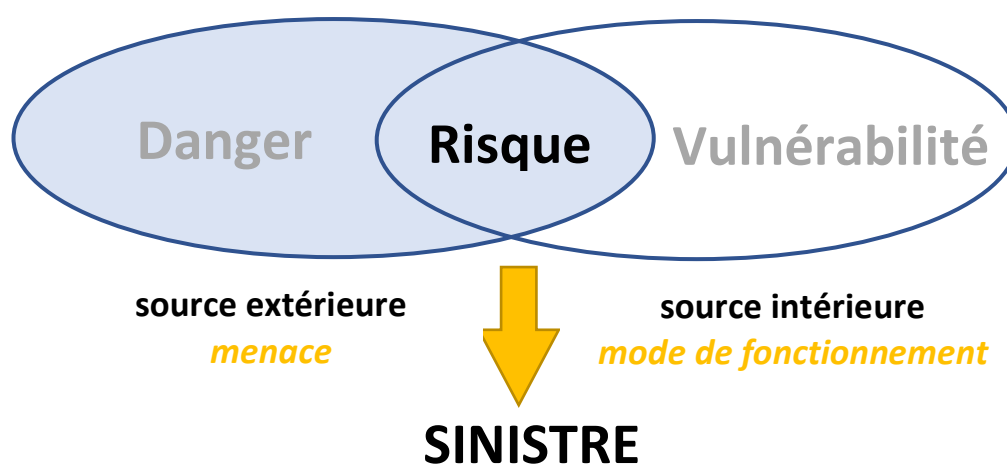 Danger
Risque
Vulnérabilité
source extérieure
menace
source intérieure
mode de fonctionnement
SINISTRE